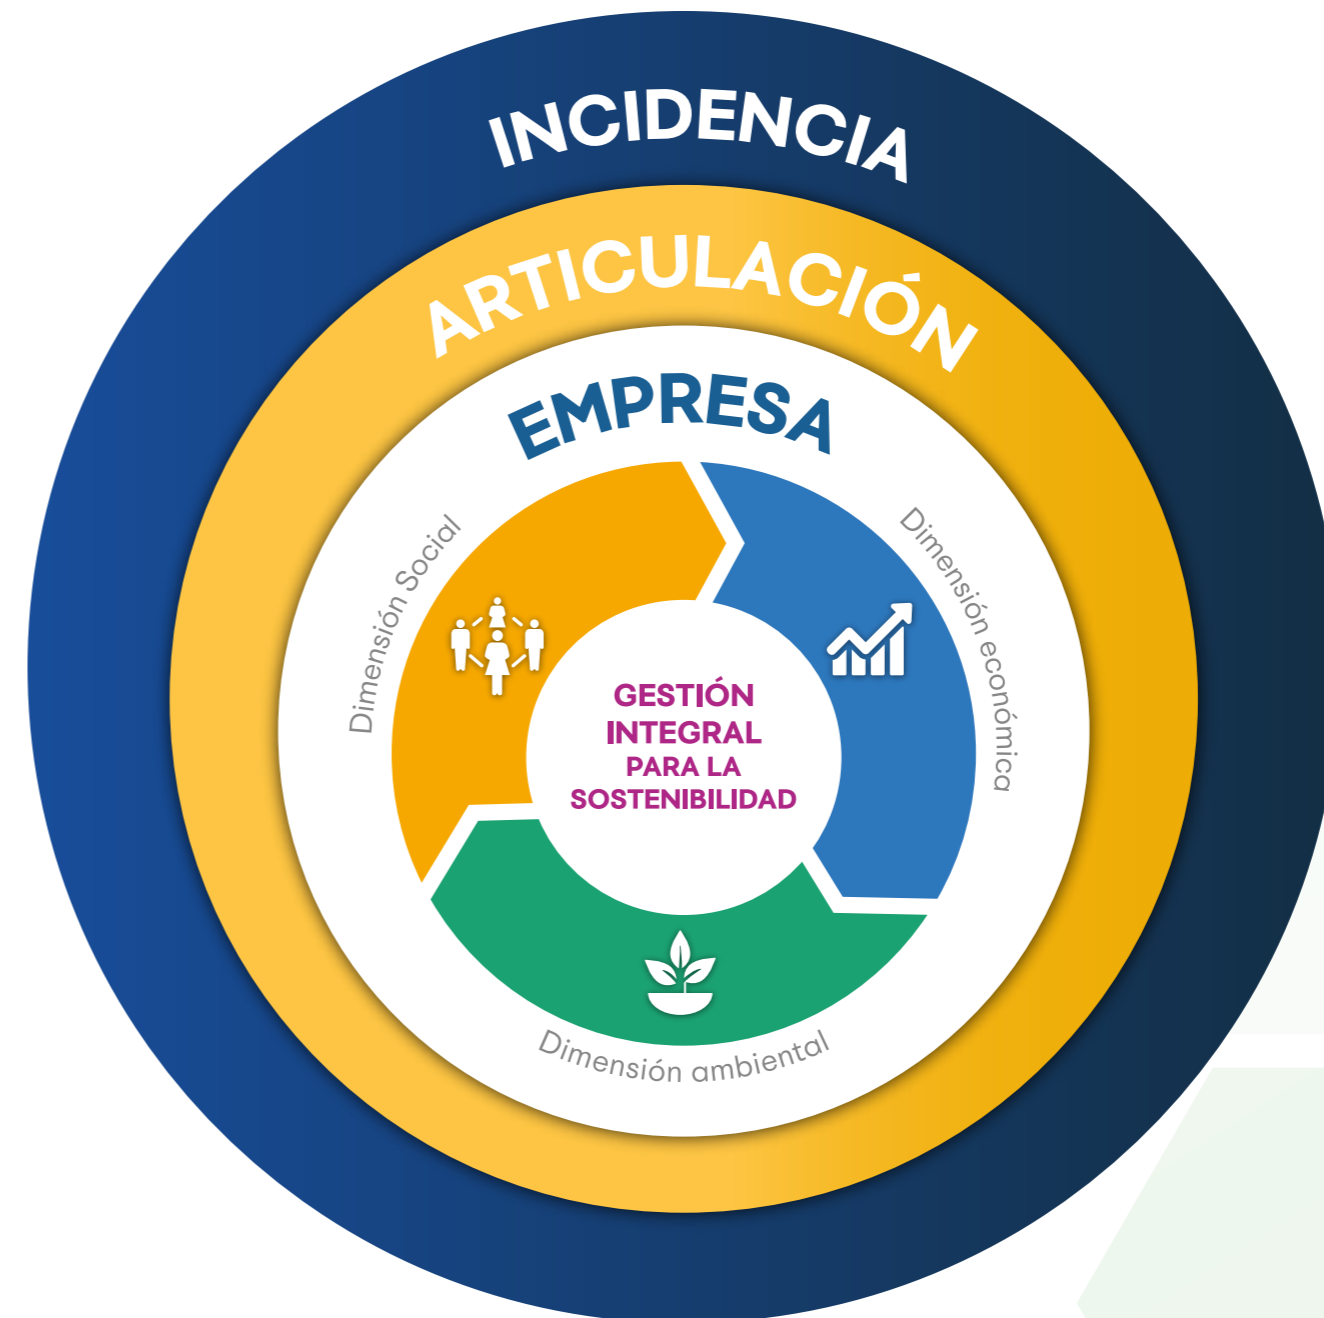 INCIDENCIA
ARTICULACIÓN
EMPRESA
Dimensión Social
Dimensión económica
GESTIÓN
INTEGRAL
PARA LA
SOSTENIBILIDAD
Dimensión ambiental